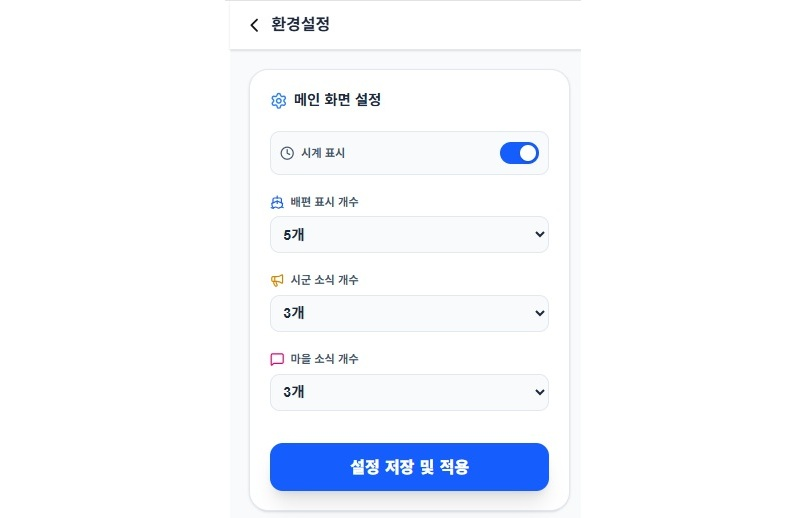 환경설정
메인 화면 설정
시계 표시
배편 표시 개수
5개
시군 소식 개수
3개
마을 소식 개수
3개
설정 저장 및 적용